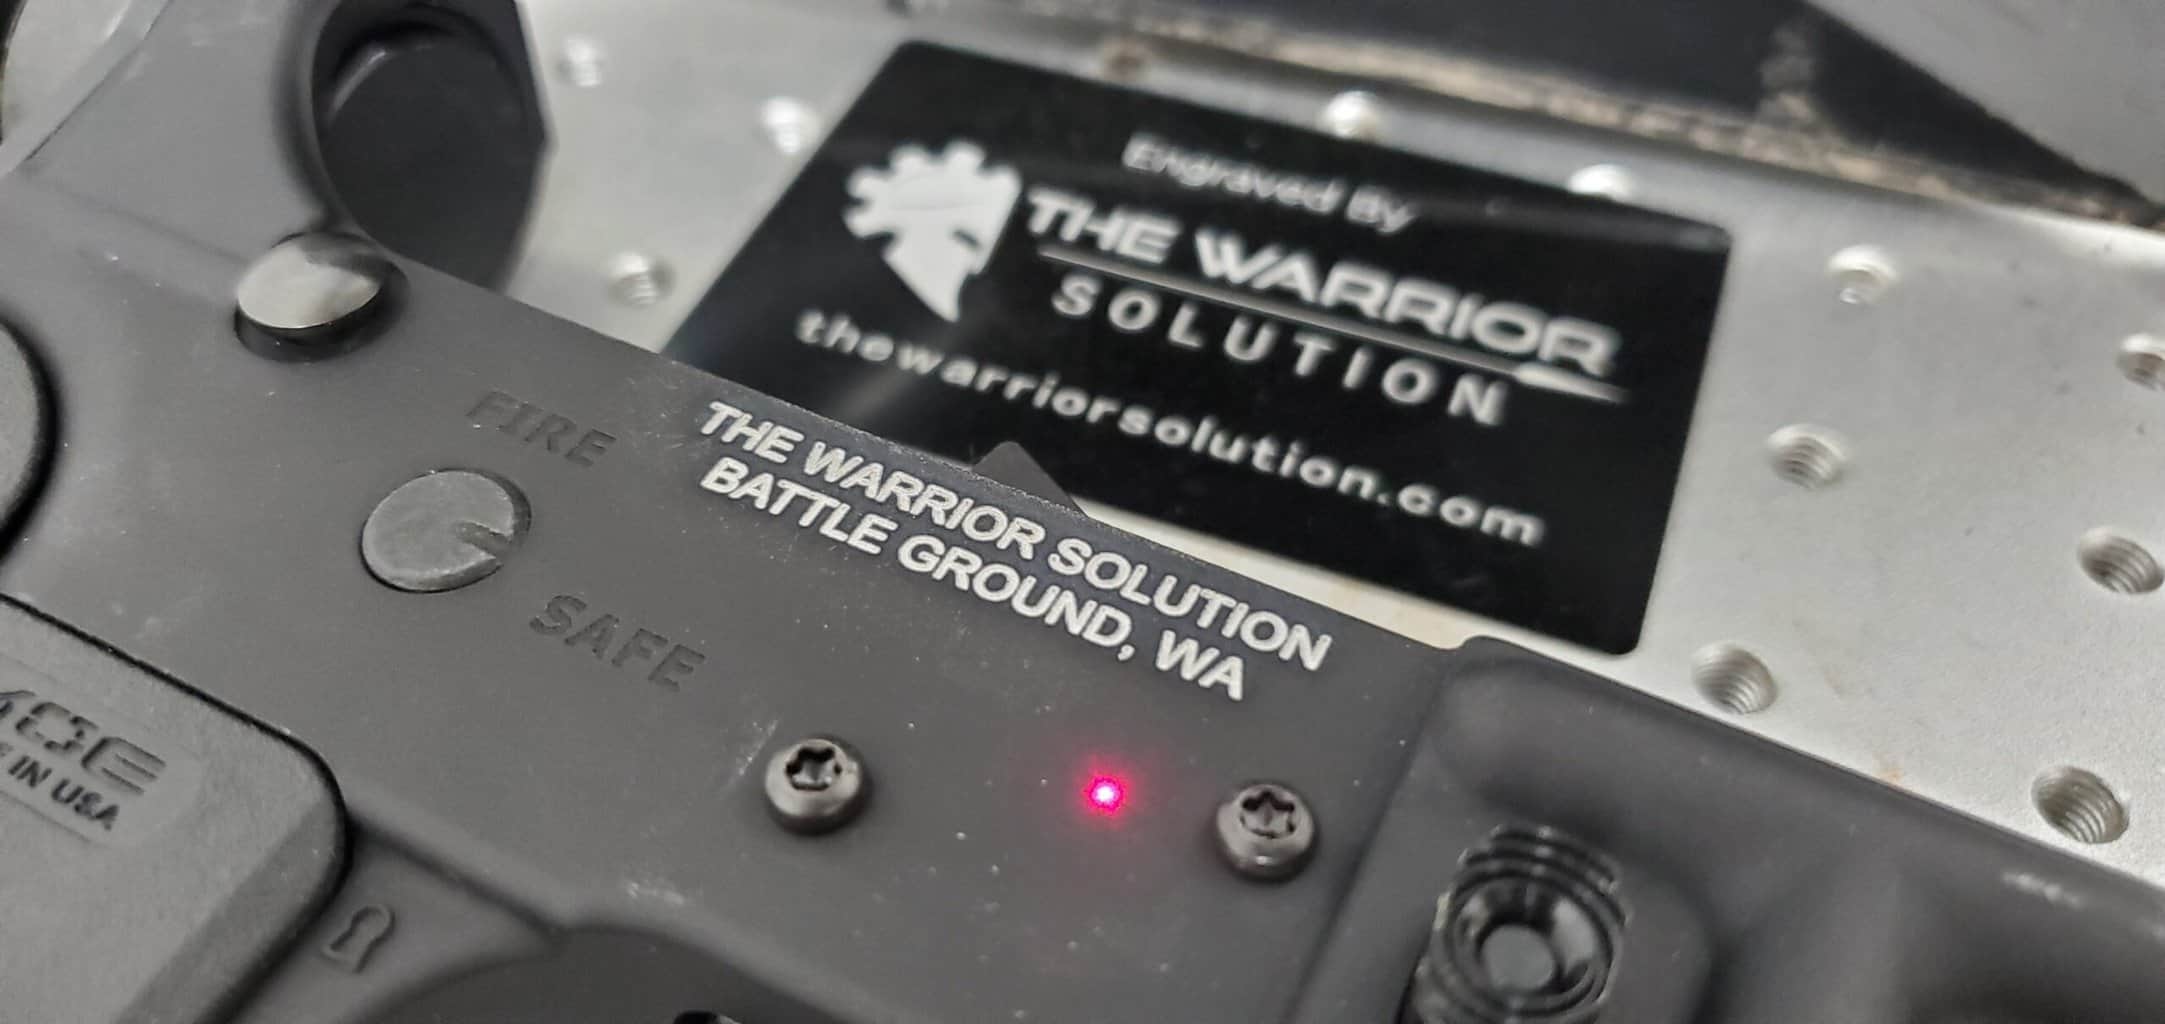 Engraved By
THE WARRIOR
SOLUTION
thewarriorsolution.com
FIRE
SAFE
THE WARRIOR SOLUTION
BATTLE GROUND, WA
IN USA